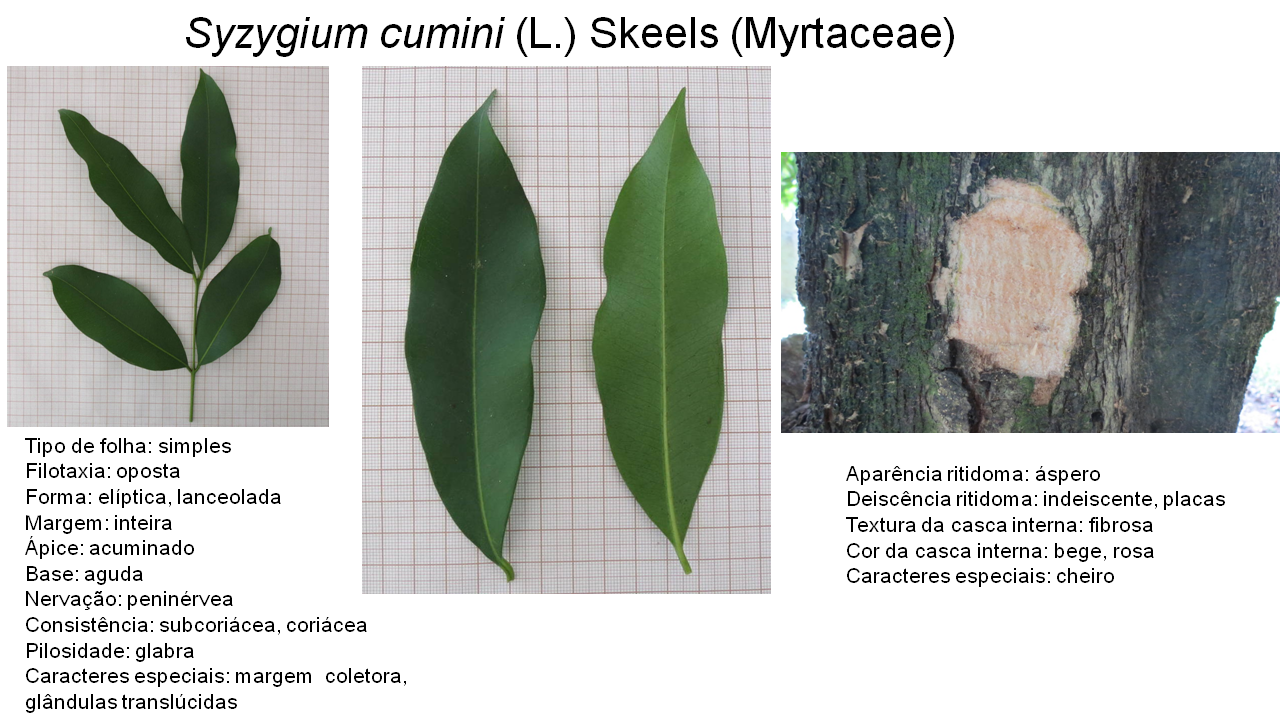 Syzygium cumini (L.) Skeels (Myrtaceae)
Tipo de folha: simples
Filotaxia: oposta
Forma: elíptica, lanceolada
Margem: inteira
Ápice: acuminado
Base: aguda
Nervação: peninérvea
Consistência: subcoriácea, coriácea
Pilosidade: glabra
Caracteres especiais: margem  coletora,
glândulas translúcidas
Aparência ritidoma: áspero
Deiscência ritidoma: indeiscente, placas
Textura da casca interna: fibrosa
Cor da casca interna: bege, rosa
Caracteres especiais: cheiro